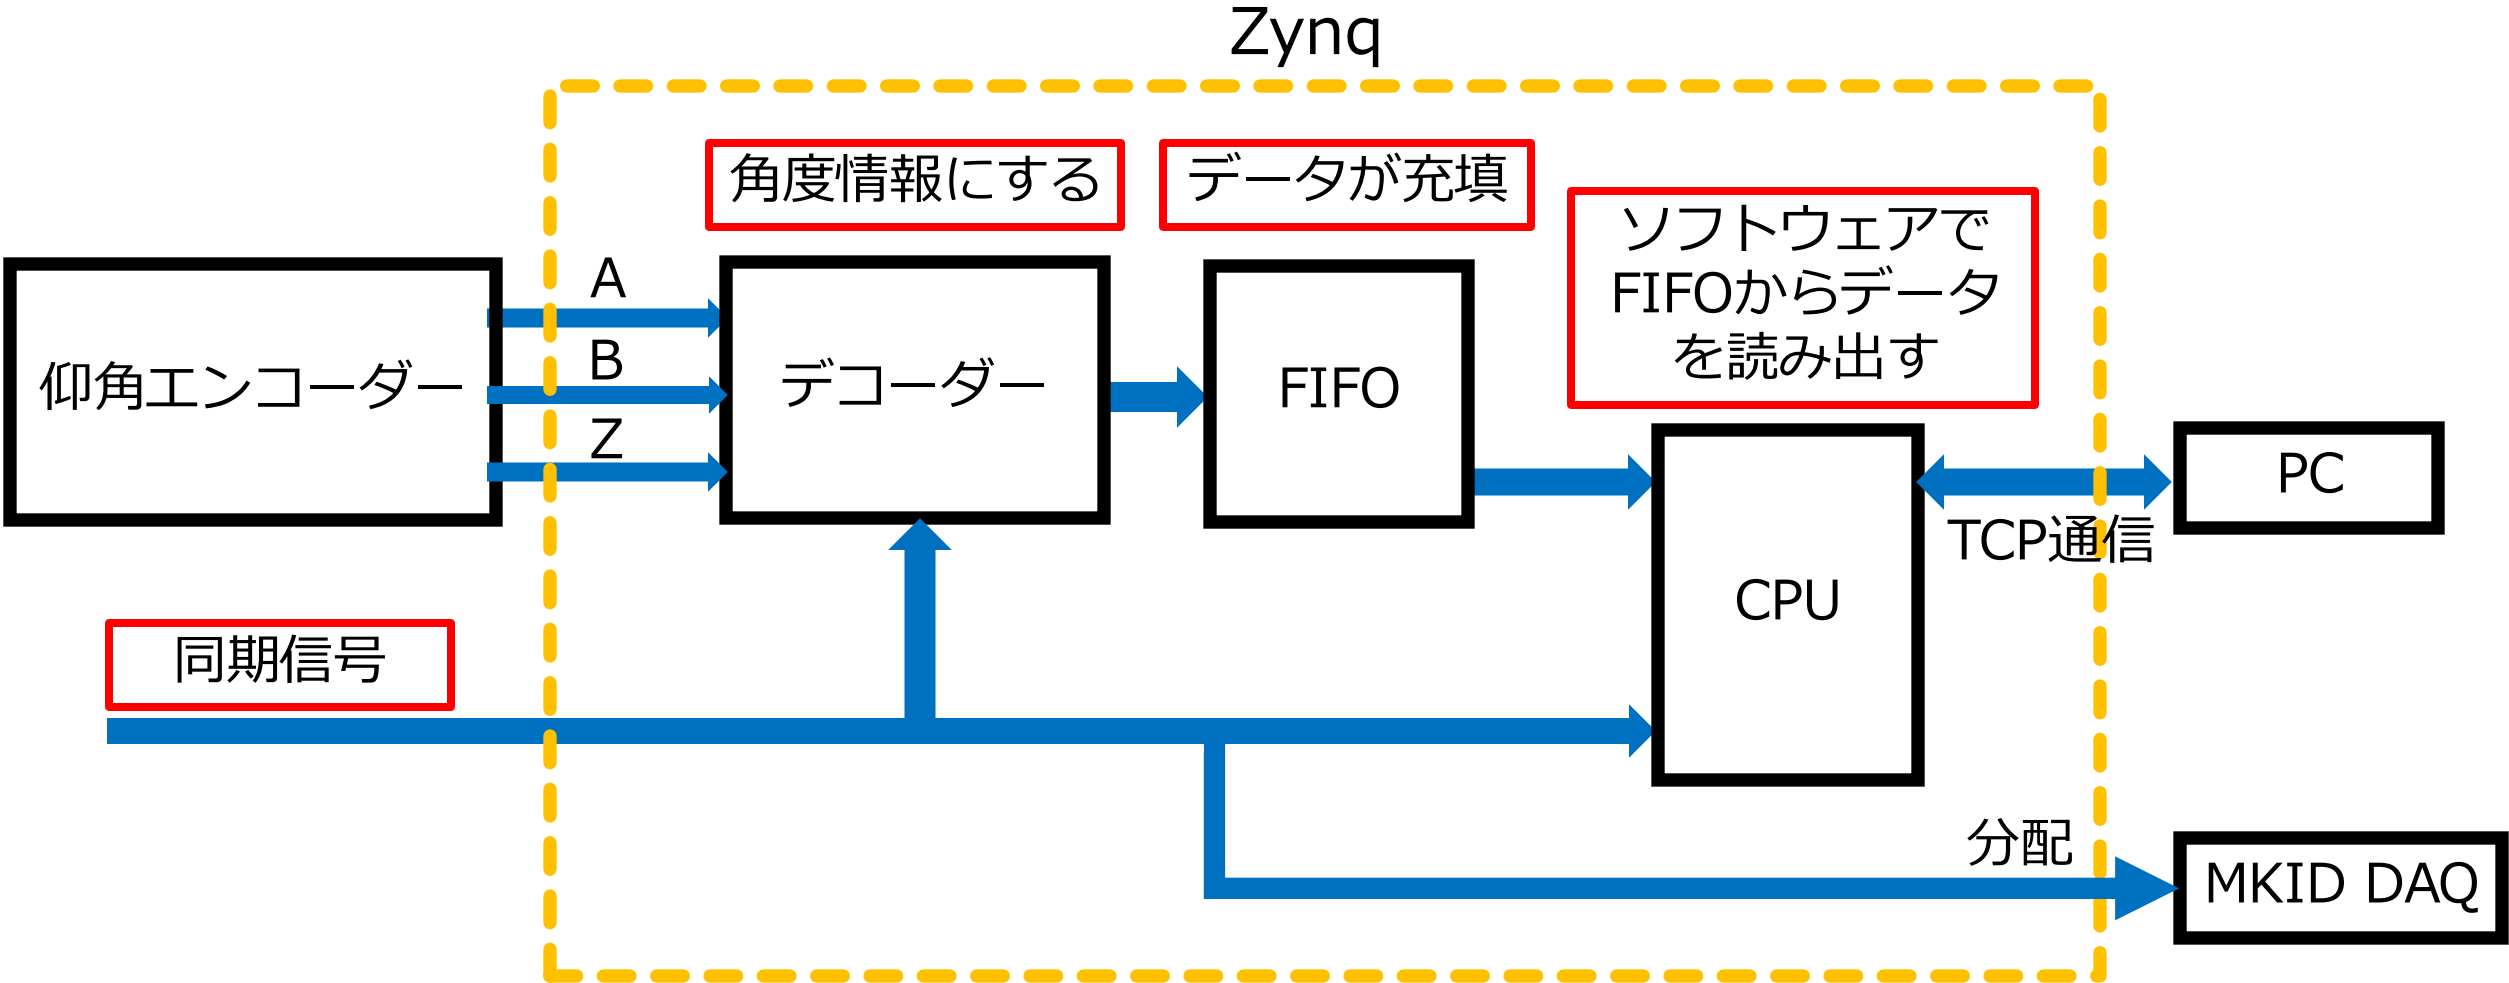 Zynq
角度情報にする
データが充填
ソフトウェアで
FIFOからデータ
を読み出す
仰角エンコーダー
A
B
Z
デコーダー
FIFO
CPU
PC
TCP通信
同期信号
分配
MKID DAQ